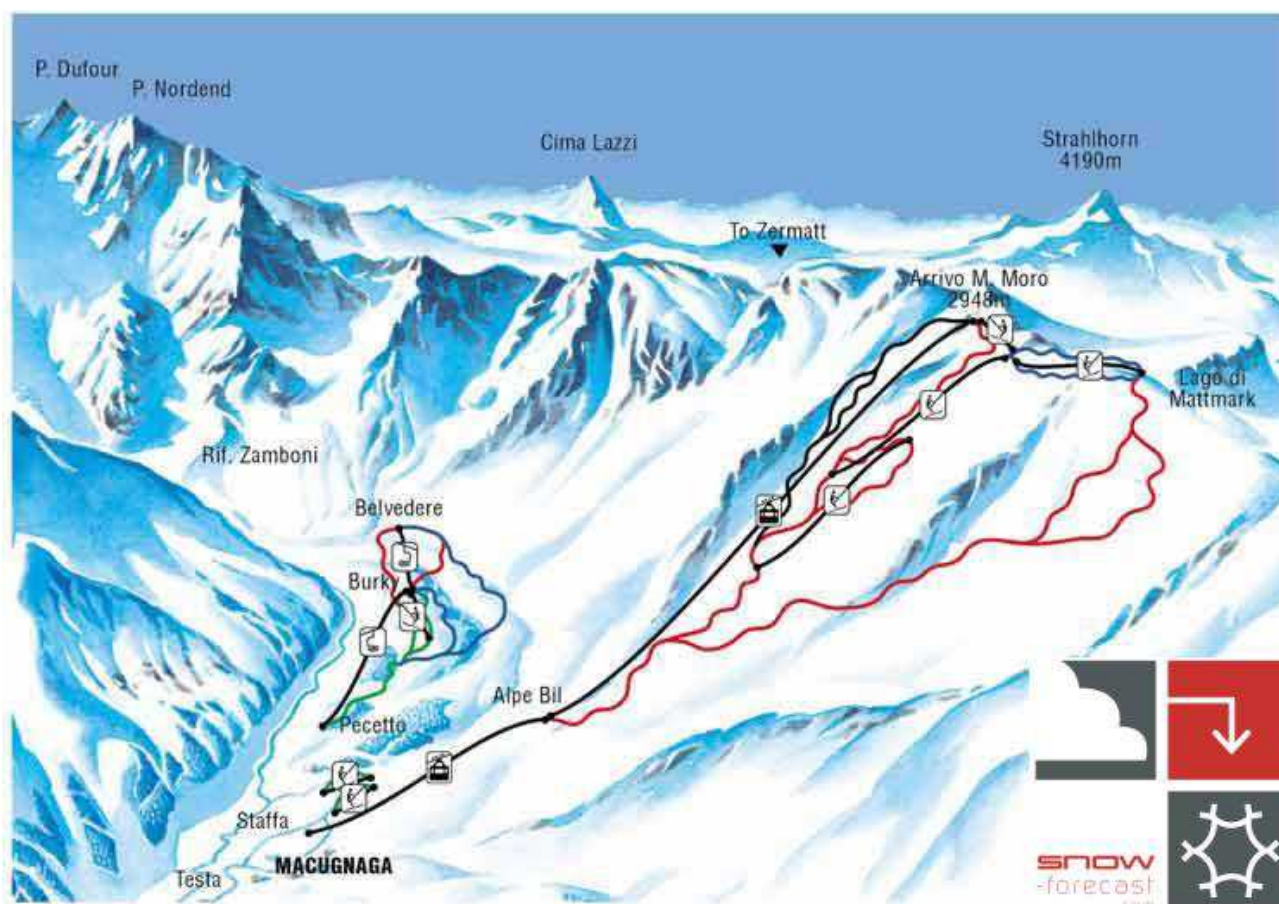 P. Dufour
P. Nordend
Cima Lazzi
Strahlhorn
4190m
To Zermatt
Arrivo M. Moro
2948m
Lago di
Mattmark
Rif. Zamboni
Belvedere
Burky
Alpe Bil
Pecetto
Staffa
MACUGNAGA
Testa
snow
-forecast